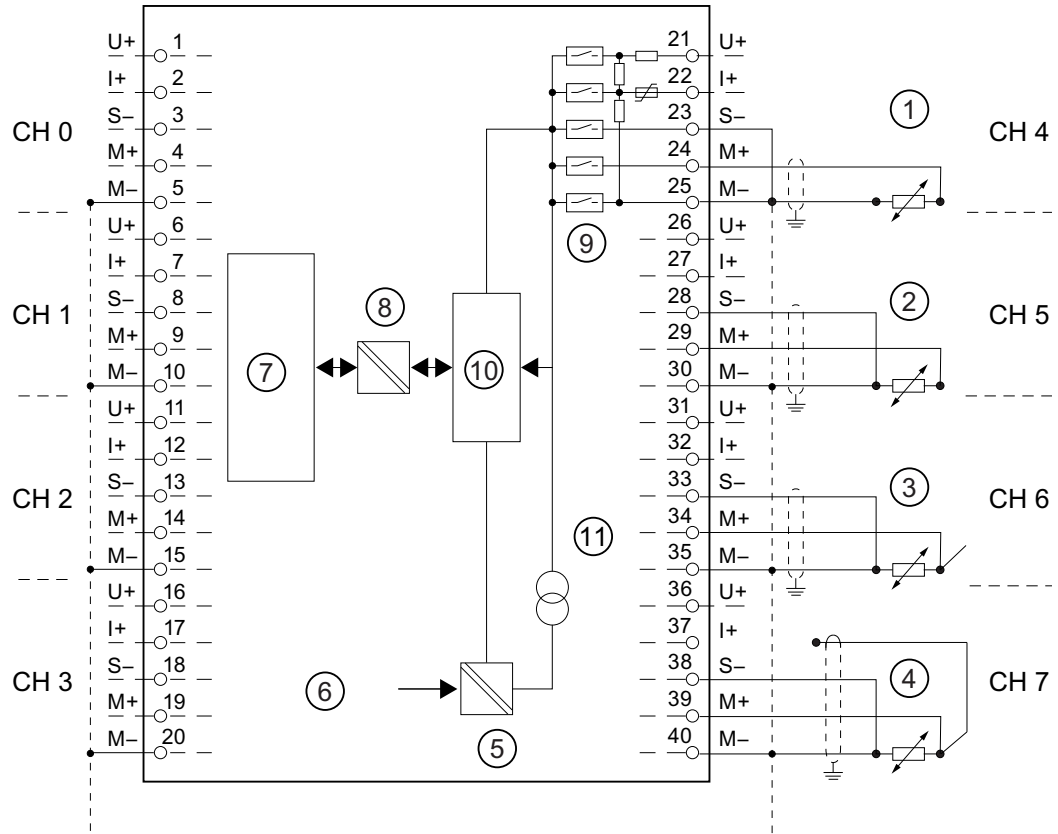 CH 0
U+ 1
I+ 2
S– 3
M+ 4
M– 5
CH 1
U+ 6
I+ 7
S– 8
M+ 9
M– 10
CH 2
U+ 11
I+ 12
S– 13
M+ 14
M– 15
CH 3
U+ 16
I+ 17
S– 18
M+ 19
M– 20
7
8
10
9
11
6
5
21 U+
22 I+
23 S–
24 M+
25 M–
1
CH 4
26 U+
27 I+
28 S–
29 M+
30 M–
2
CH 5
31 U+
32 I+
33 S–
34 M+
35 M–
3
CH 6
36 U+
37 I+
38 S–
39 M+
40 M–
4
CH 7